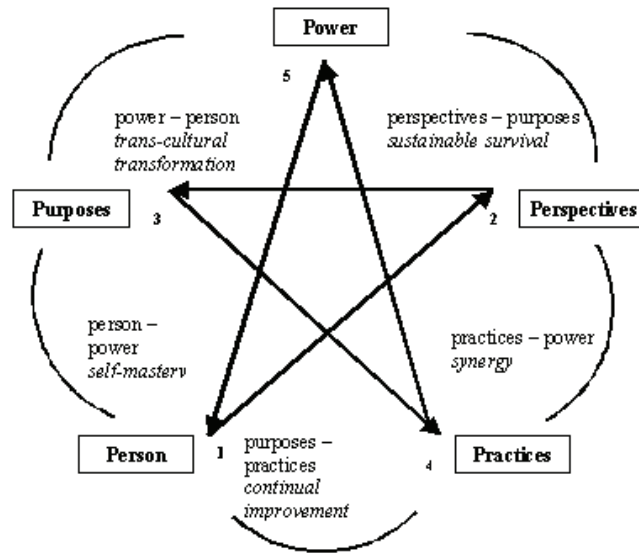 Power
5
power – person
trans-cultural
transformation
perspectives – purposes
sustainable survival
Purposes
3
2
Perspectives
person –
power
self-mastery
practices – power
synergy
Person
1
purposes –
practices
continual
improvement
4
Practices